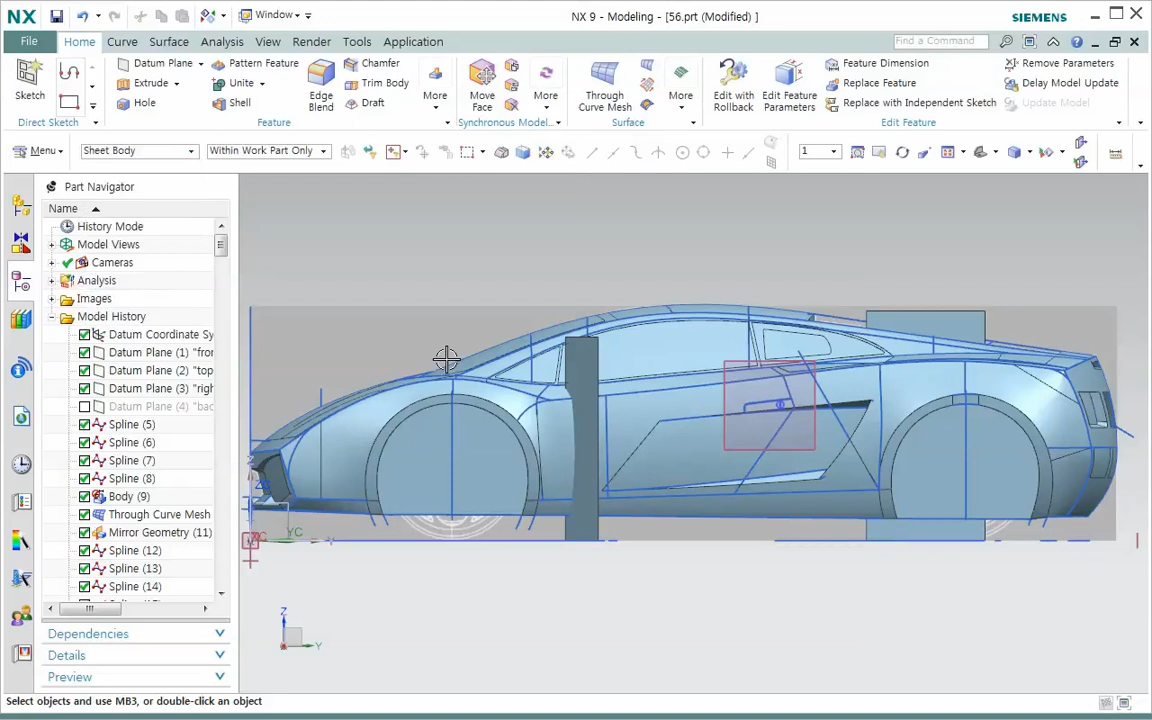 NX
Window
NX 9 - Modeling - [56.prt (Modified) ]
SIEMENS
File
Home
Curve
Surface
Analysis
View
Render
Tools
Application
Find a Command
Sketch
Direct Sketch
Datum Plane
Extrude
Hole
Pattern Feature
Unite
Shell
Edge Blend
Chamfer
Trim Body
Draft
More
Feature
Move Face
More
Synchronous Model...
Through Curve Mesh
More
Surface
Edit with Rollback
Edit Feature Parameters
Feature Dimension
Replace Feature
Replace with Independent Sketch
Remove Parameters
Delay Model Update
Update Model
Edit Feature
Menu
Sheet Body
Within Work Part Only
1
Part Navigator
Name
History Mode
Model Views
Cameras
Analysis
Images
Model History
Datum Coordinate Sy
Datum Plane (1) "fror
Datum Plane (2) "top
Datum Plane (3) "righ
Datum Plane (4) "bac
Spline (5)
Spline (6)
Spline (7)
Spline (8)
Body (9)
Through Curve Mesh
Mirror Geometry (11)
Spline (12)
Spline (13)
Spline (14)
Dependencies
Details
Preview
YC
Z
Y
Select objects and use MB3, or double-click an object